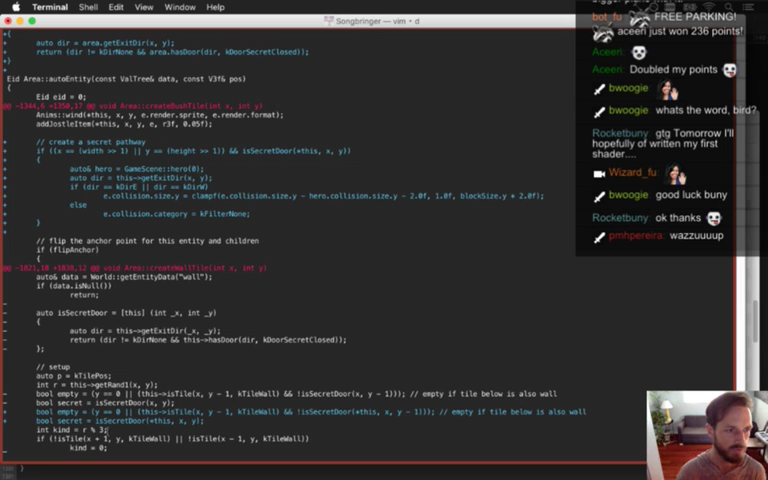 Terminal Shell Edit View Window Help
Songbringer — vim • d
+{
+ auto dir = area.getExitDir(x, y);
+ return (dir != kDirNone && area.hasDoor(dir, kDoorSecretClosed));
+}
+
Eid Area::autoEntity(const ValTree& data, const V3f& pos)
{
Eid eid = 0;
@@ -1344,6 +1350,17 @@ void Area::createBushTile(int x, int y)
Anims::wind(*this, x, y, e.render.sprite, e.render.format);
addJostleItem(*this, x, y, e, r3f, 0.05f);
+ // create a secret pathway
+ if ((x == (width >> 1) || y == (height >> 1)) && isSecretDoor(*this, x, y))
+ {
+ auto& hero = GameScene::hero(0);
+ auto dir = this->getExitDir(x, y);
+ if (dir == kDirE || dir == kDirW)
+ e.collision.size.y = clampf(e.collision.size.y - hero.collision.size.y - 2.0f, 1.0f, blockSize.y * 2.0f);
+ else
+ e.collision.category = kFilterNone;
+ }
+
// flip the anchor point for this entity and children
if (flipAnchor)
{
@@ -1821,18 +1838,12 @@ void Area::createWallTile(int x, int y)
auto& data = World::getEntityData("wall");
if (data.isNull())
return;
-
- auto isSecretDoor = [this] (int _x, int _y)
- {
- auto dir = this->getExitDir(_x, _y);
- return (dir != kDirNone && this->hasDoor(dir, kDoorSecretClosed));
- };
// setup
auto p = kTilePos;
int r = this->getRand1(x, y);
- bool empty = (y == 0 || (this->isTile(x, y - 1, kTileWall) && !isSecretDoor(x, y - 1))); // empty if tile below is also wall
- bool secret = isSecretDoor(x, y);
+ bool empty = (y == 0 || (this->isTile(x, y - 1, kTileWall) && !isSecretDoor(*this, x, y - 1))); // empty if tile below is also wall
+ bool secret = isSecretDoor(*this, x, y);
int kind = r % 3;
if (!isTile(x + 1, y, kTileWall) || !isTile(x - 1, y, kTileWall))
kind = 0;
-
}
bot_fu FREE PARKING!
aceeri just won 236 points!
Aceeri:
Aceeri: Doubled my points
bwoogie
bwoogie: whats the word, bird?
Rocketbuny: gtg Tomorrow I'll
hopefully of written my first
shader....
Wizard_fu:
bwoogie: good luck buny
Rocketbuny: ok thanks
pmhpereira: wazzuuuup